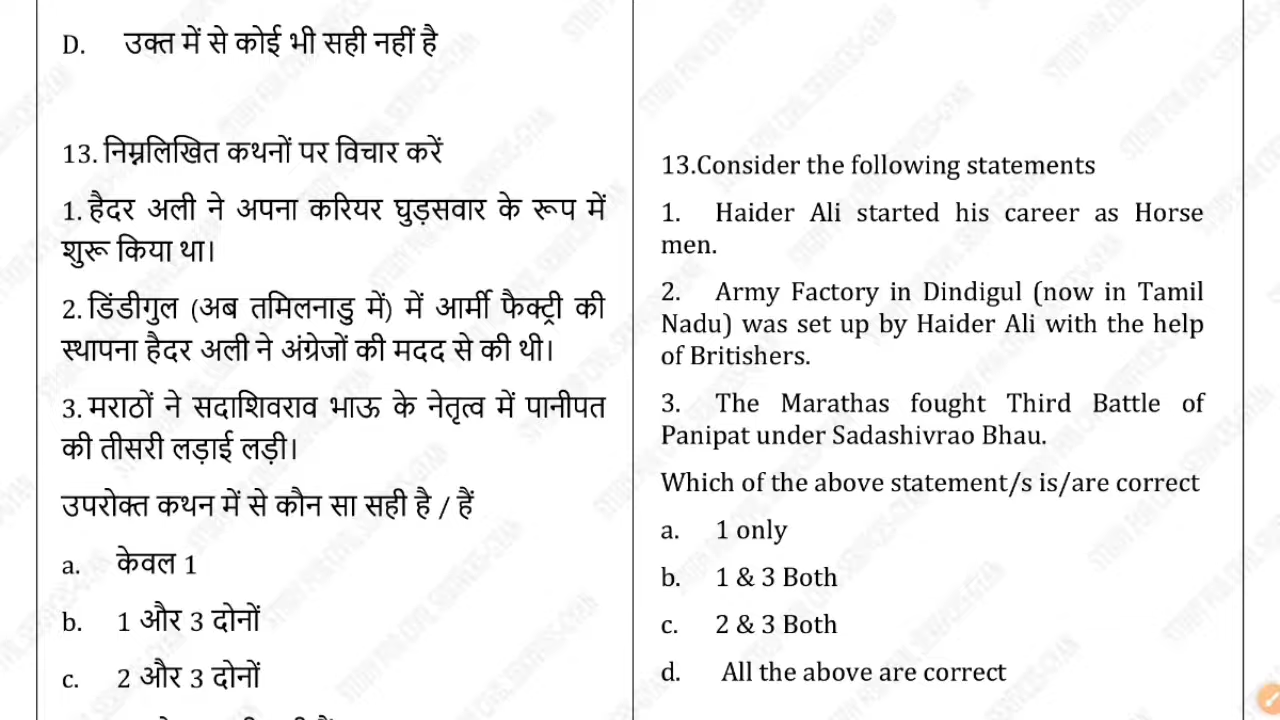 D. उक्त में से कोई भी सही नहीं है
13. निम्नलिखित कथनों पर विचार करें
1. हैदर अली ने अपना करियर घुड़सवार के रूप में
शुरू किया था।
2. डिंडीगुल (अब तमिलनाडु में) में आर्मी फैक्ट्री की
स्थापना हैदर अली ने अंग्रेजों की मदद से की थी।
3. मराठों ने सदाशिवराव भाऊ के नेतृत्व में पानीपत
की तीसरी लड़ाई लड़ी।
उपरोक्त कथन में से कौन सा सही है / हैं
a. केवल 1
b. 1 और 3 दोनों
c. 2 और 3 दोनों
13.Consider the following statements
1. Haider Ali started his career as Horse
men.
2. Army Factory in Dindigul (now in Tamil
Nadu) was set up by Haider Ali with the help
of Britishers.
3. The Marathas fought Third Battle of
Panipat under Sadashivrao Bhau.
Which of the above statement/s is/are correct
a. 1 only
b. 1 & 3 Both
c. 2 & 3 Both
d. All the above are correct